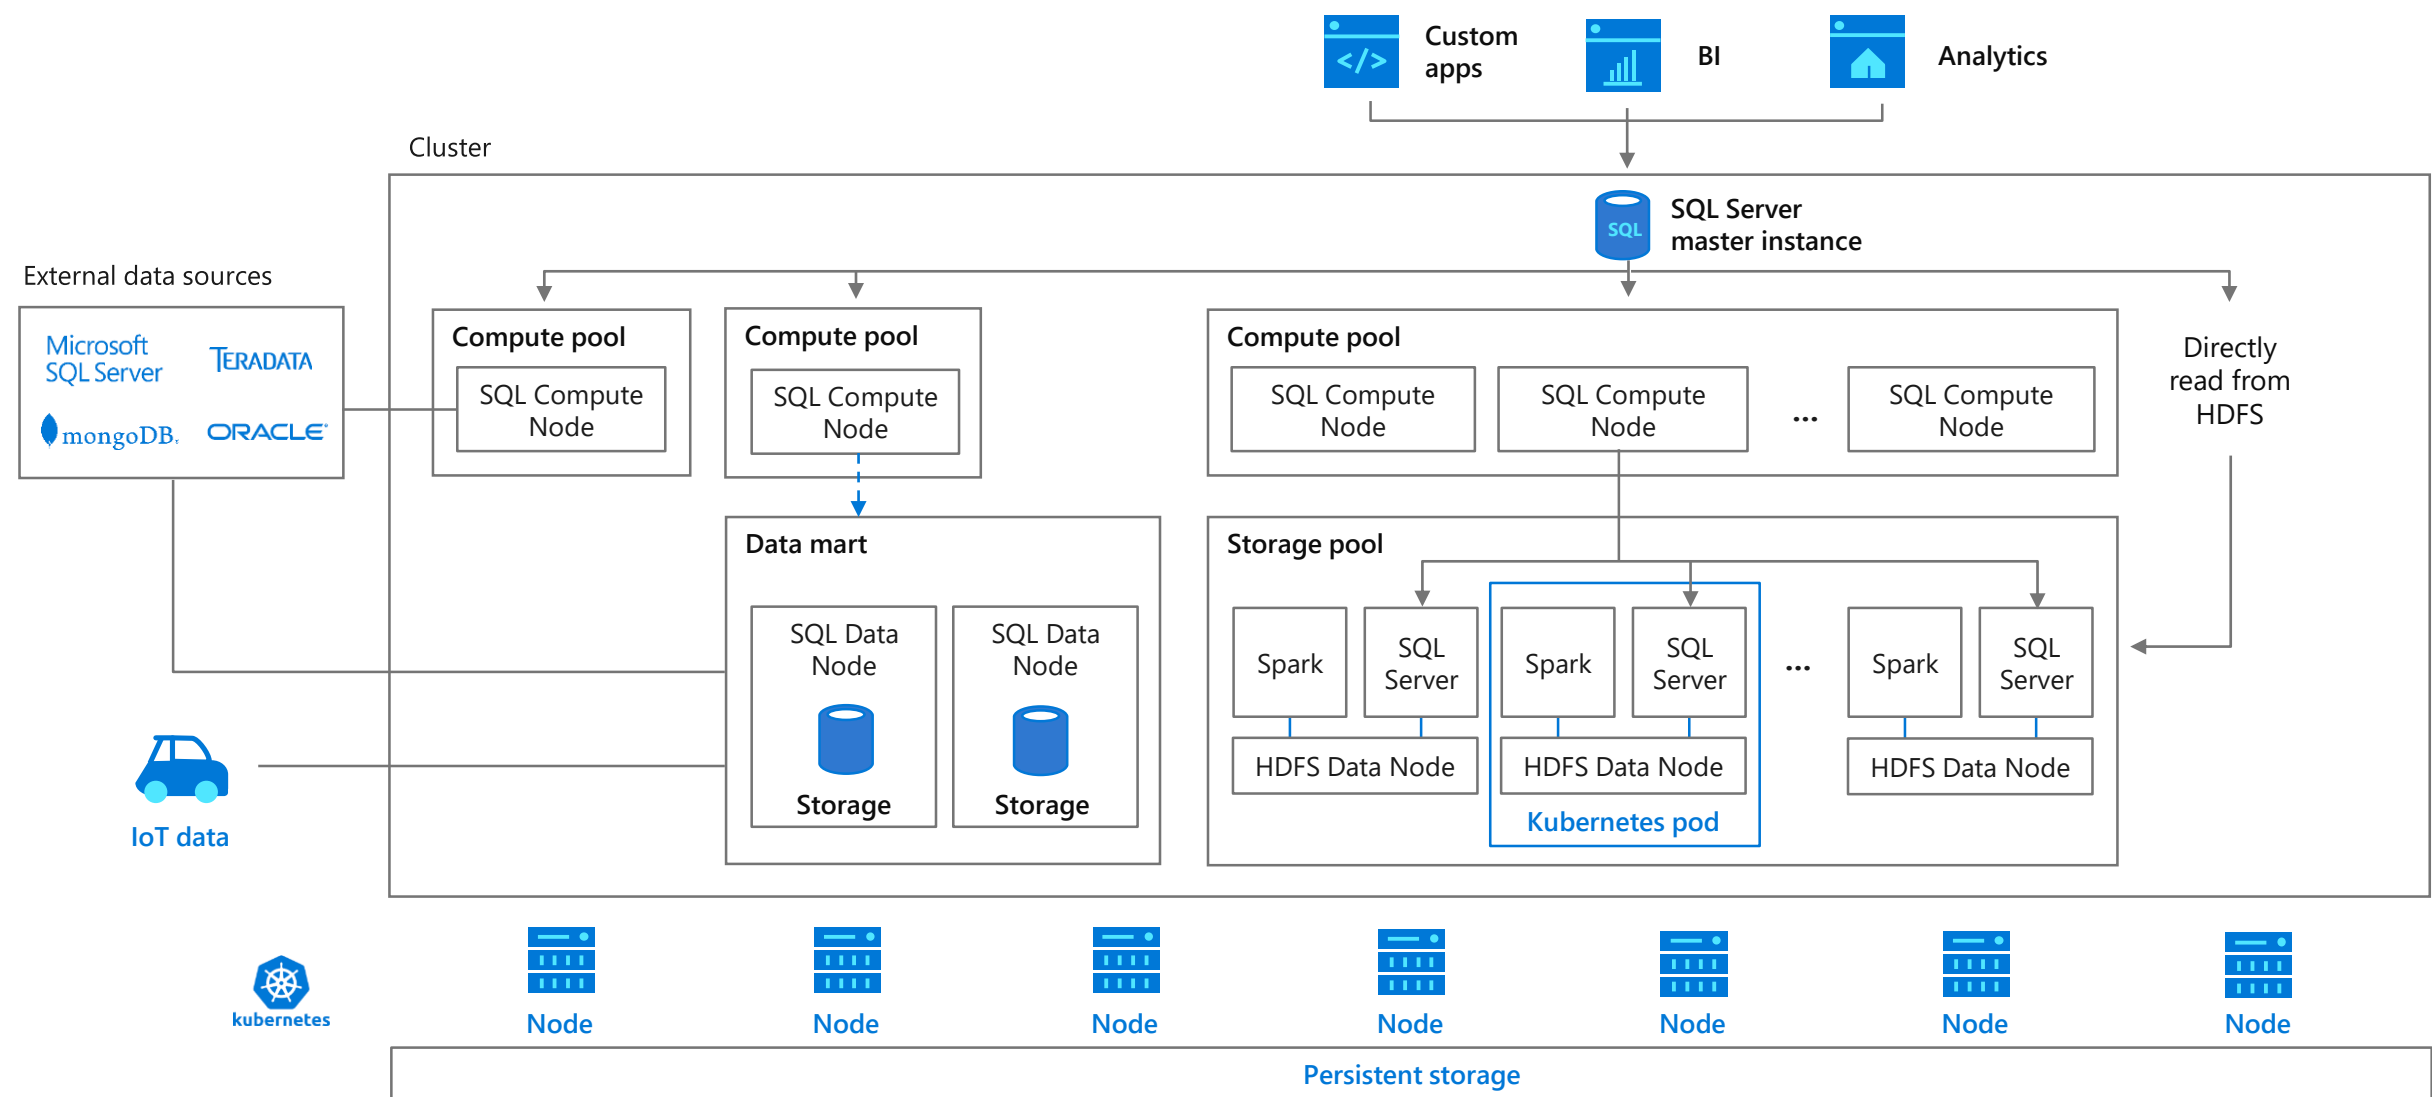 Custom
apps
BI
Analytics
Cluster
SQL
SQL Server
master instance
External data sources
Microsoft
SQL Server
TERADATA
mongoDB
ORACLE
Compute pool
SQL Compute
Node
Compute pool
SQL Compute
Node
Compute pool
SQL Compute
Node
SQL Compute
Node
...
SQL Compute
Node
Directly
read from
HDFS
Data mart
SQL Data
Node
Storage
SQL Data
Node
Storage
Storage pool
Spark
SQL
Server
HDFS Data Node
Spark
SQL
Server
HDFS Data Node
Kubernetes pod
...
Spark
SQL
Server
HDFS Data Node
IoT data
kubernetes
Node
Node
Node
Node
Node
Node
Node
Persistent storage